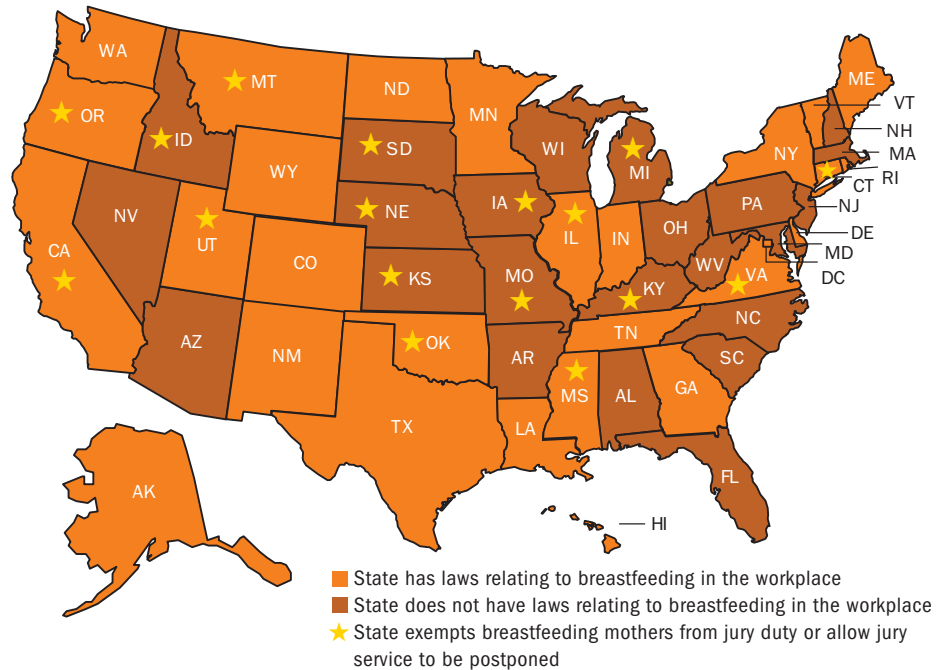 WA
MT
ND
MN
ME
VT
OR
ID
SD
WI
MI
NY
NH
MA
RI
CT
WY
NE
IA
PA
NJ
NV
UT
CO
IL
IN
OH
DE
MD
DC
CA
KS
MO
WV
VA
KY
AZ
NM
OK
AR
TN
NC
SC
TX
LA
MS
AL
GA
FL
AK
HI
State has laws relating to breastfeeding in the workplace
State does not have laws relating to breastfeeding in the workplace
State exempts breastfeeding mothers from jury duty or allow jury
service to be postponed